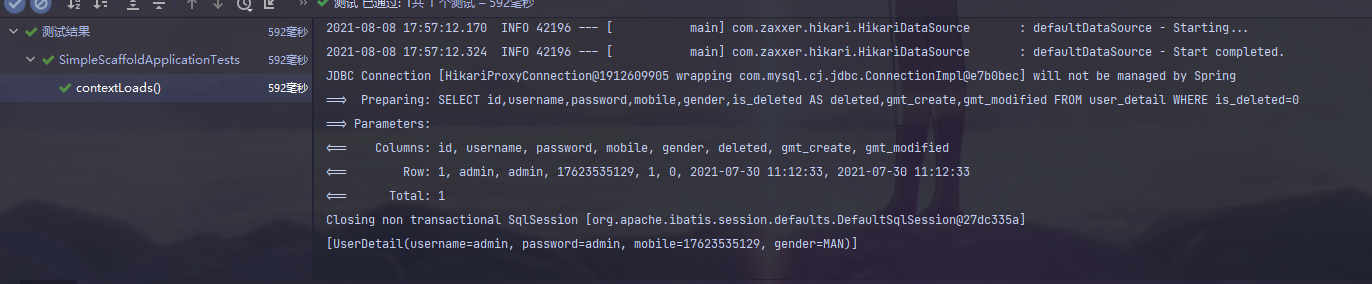 测试 已通过: 1共 1 个测试 – 592毫秒
测试结果 592毫秒
SimpleScaffoldApplicationTests 592毫秒
contextLoads() 592毫秒
2021-08-08 17:57:12.170  INFO 42196 --- [           main] com.zaxxer.hikari.HikariDataSource       : defaultDataSource - Starting...
2021-08-08 17:57:12.324  INFO 42196 --- [           main] com.zaxxer.hikari.HikariDataSource       : defaultDataSource - Start completed.
JDBC Connection [HikariProxyConnection@1912609905 wrapping com.mysql.cj.jdbc.ConnectionImpl@e7b0bec] will not be managed by Spring
==>  Preparing: SELECT id,username,password,mobile,gender,is_deleted AS deleted,gmt_create,gmt_modified FROM user_detail WHERE is_deleted=0
==> Parameters:
<==    Columns: id, username, password, mobile, gender, deleted, gmt_create, gmt_modified
<==        Row: 1, admin, admin, 17623535129, 1, 0, 2021-07-30 11:12:33, 2021-07-30 11:12:33
<==      Total: 1
Closing non transactional SqlSession [org.apache.ibatis.session.defaults.DefaultSqlSession@27dc335a]
[UserDetail(username=admin, password=admin, mobile=17623535129, gender=MAN)]